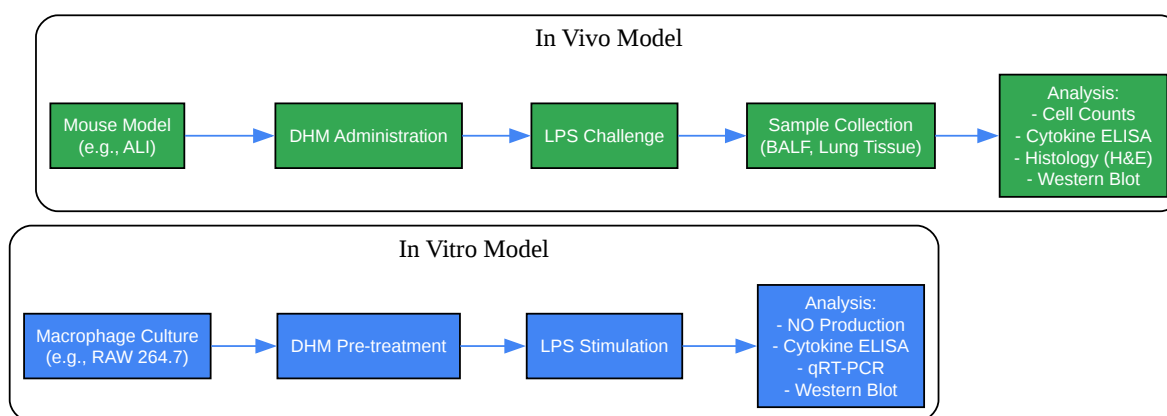 In Vivo Model
Mouse Model
(e.g., ALI)
DHM Administration
LPS Challenge
Sample Collection
(BALF, Lung Tissue)
Analysis:
- Cell Counts
- Cytokine ELISA
- Histology (H&E)
- Western Blot
In Vitro Model
Macrophage Culture
(e.g., RAW 264.7)
DHM Pre-treatment
LPS Stimulation
Analysis:
- NO Production
- Cytokine ELISA
- qRT-PCR
- Western Blot